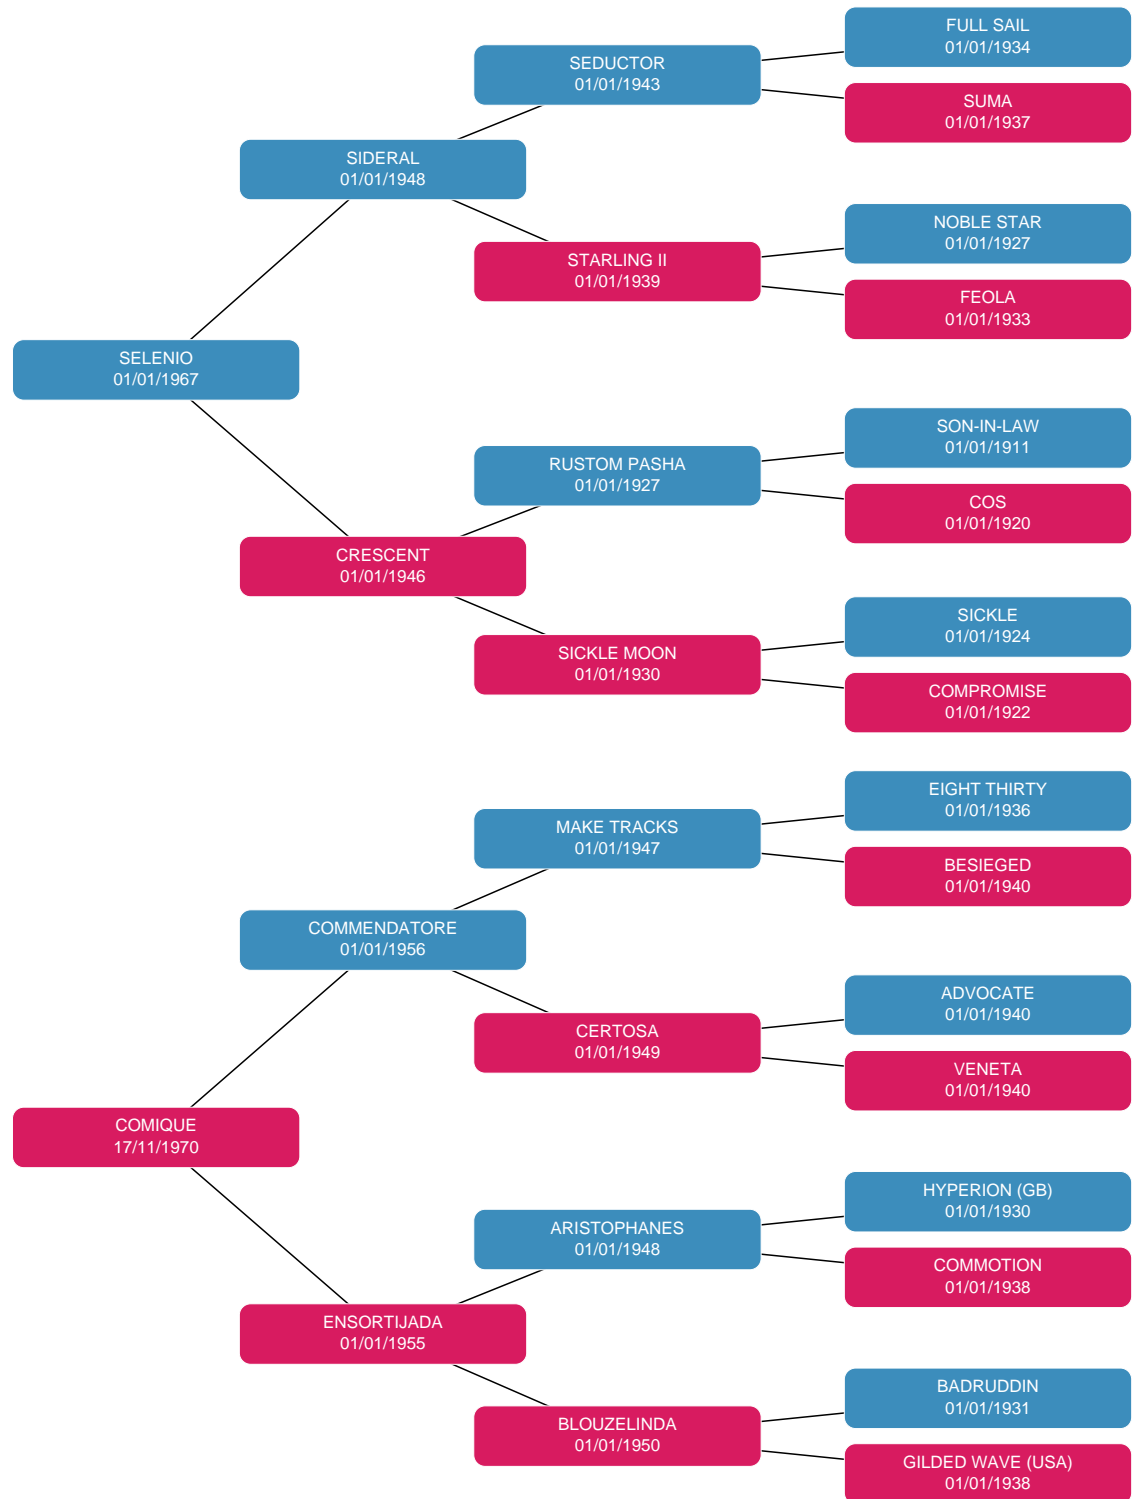 FULL SAIL
01/01/1934
SEDUCTOR
01/01/1943
SUMA
01/01/1937
SIDERAL
01/01/1948
NOBLE STAR
01/01/1927
STARLING II
01/01/1939
FEOLA
01/01/1933
SELENIO
01/01/1967
SON-IN-LAW
01/01/1911
RUSTOM PASHA
01/01/1927
COS
01/01/1920
CRESCENT
01/01/1946
SICKLE
01/01/1924
SICKLE MOON
01/01/1930
COMPROMISE
01/01/1922
EIGHT THIRTY
01/01/1936
MAKE TRACKS
01/01/1947
BESIEGED
01/01/1940
COMMENDATORE
01/01/1956
ADVOCATE
01/01/1940
CERTOSA
01/01/1949
VENETA
01/01/1940
COMIQUE
17/11/1970
HYPERION (GB)
01/01/1930
ARISTOPHANES
01/01/1948
COMMOTION
01/01/1938
ENSORTIJADA
01/01/1955
BADRUDDIN
01/01/1931
BLOUZELINDA
01/01/1950
GILDED WAVE (USA)
01/01/1938